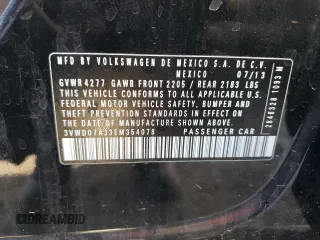 MFD BY VOLKSWAGEN DE MEXICO S.A. DE C.V.
MEXICO 07/13
GVWR 4277 GAWR FRONT 2205 / REAR 2183 LBS
THIS VEHICLE CONFORMS TO ALL APPLICABLE U.S.
FEDERAL MOTOR VEHICLE SAFETY, BUMPER AND
THEFT PREVENTION STANDARDS IN EFFECT ON THE
DATE OF MANUFACTURE SHOWN ABOVE.
3VWD07AJ3EM354078 PASSENGER CAR
1093 M
© AUTOBIDMASTER